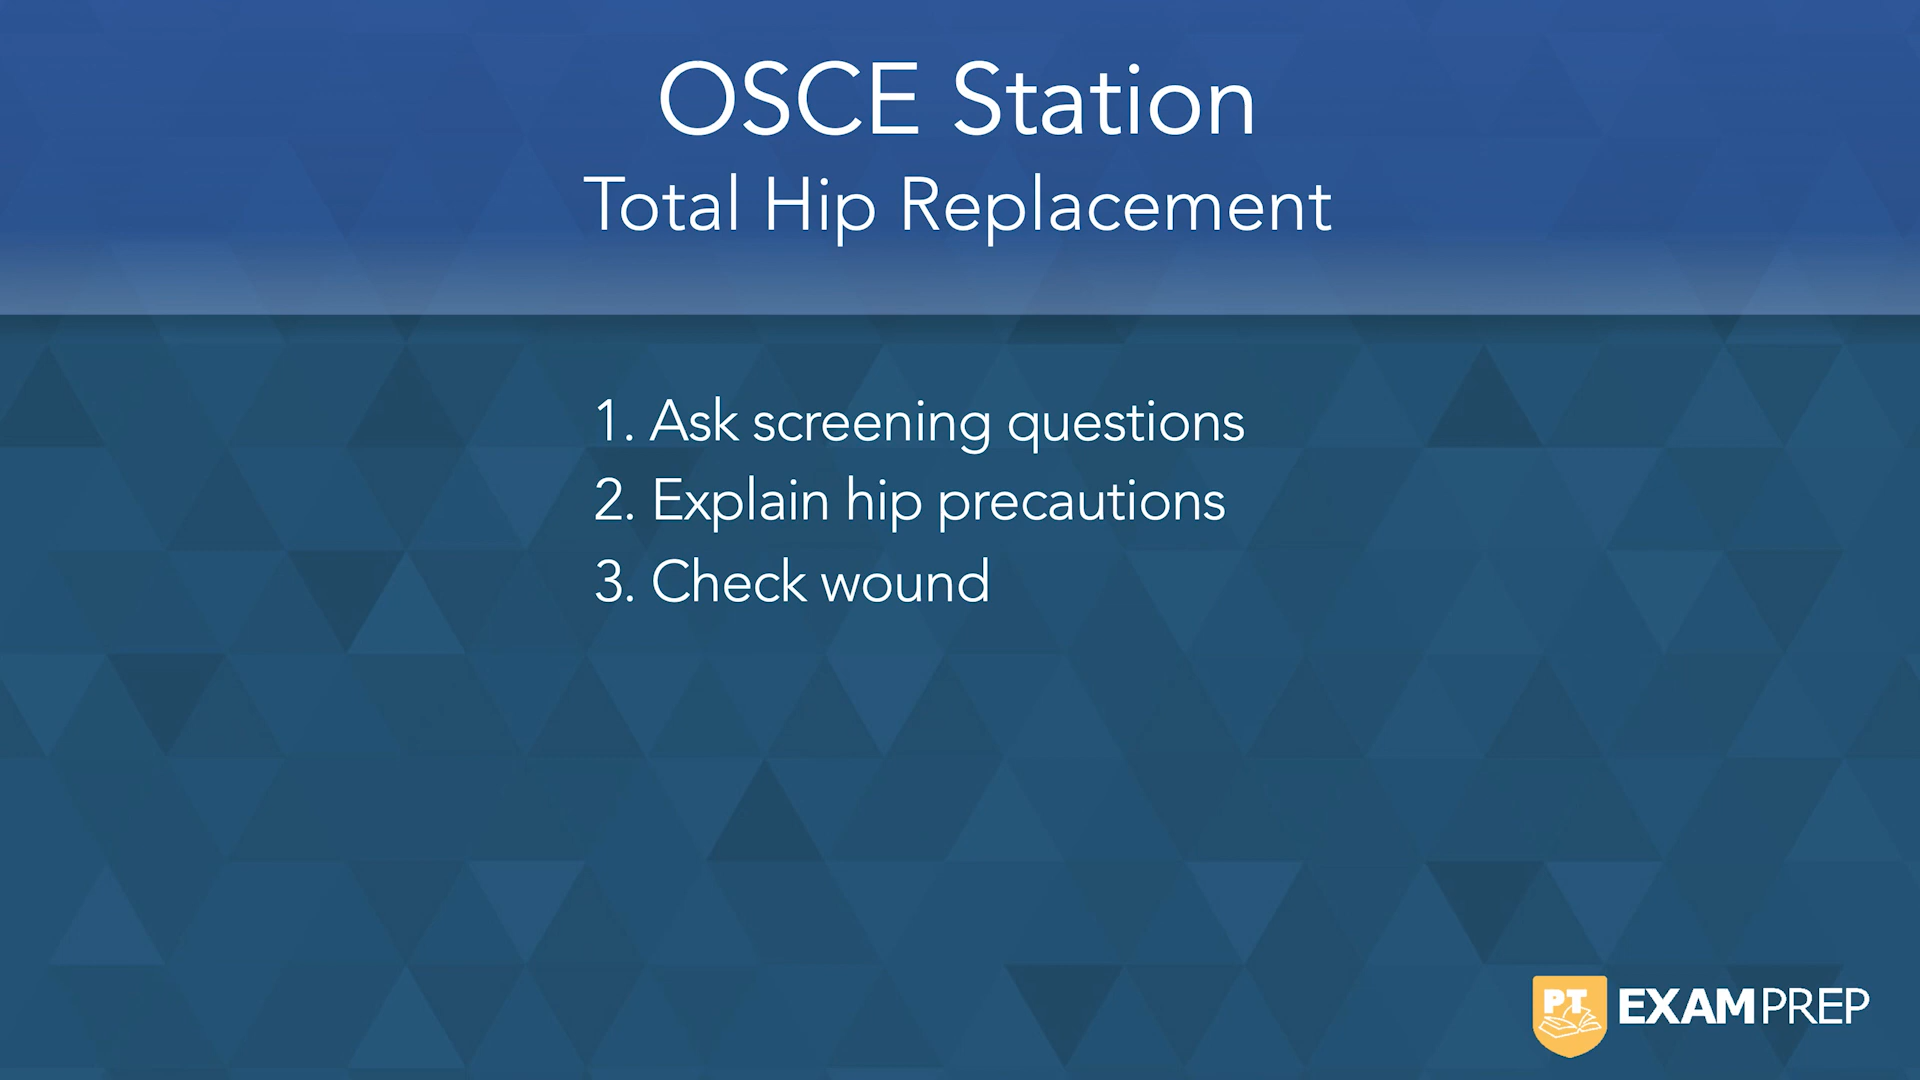 OSCE Station
Total Hip Replacement
1. Ask screening questions
2. Explain hip precautions
3. Check wound
PT EXAMPREP